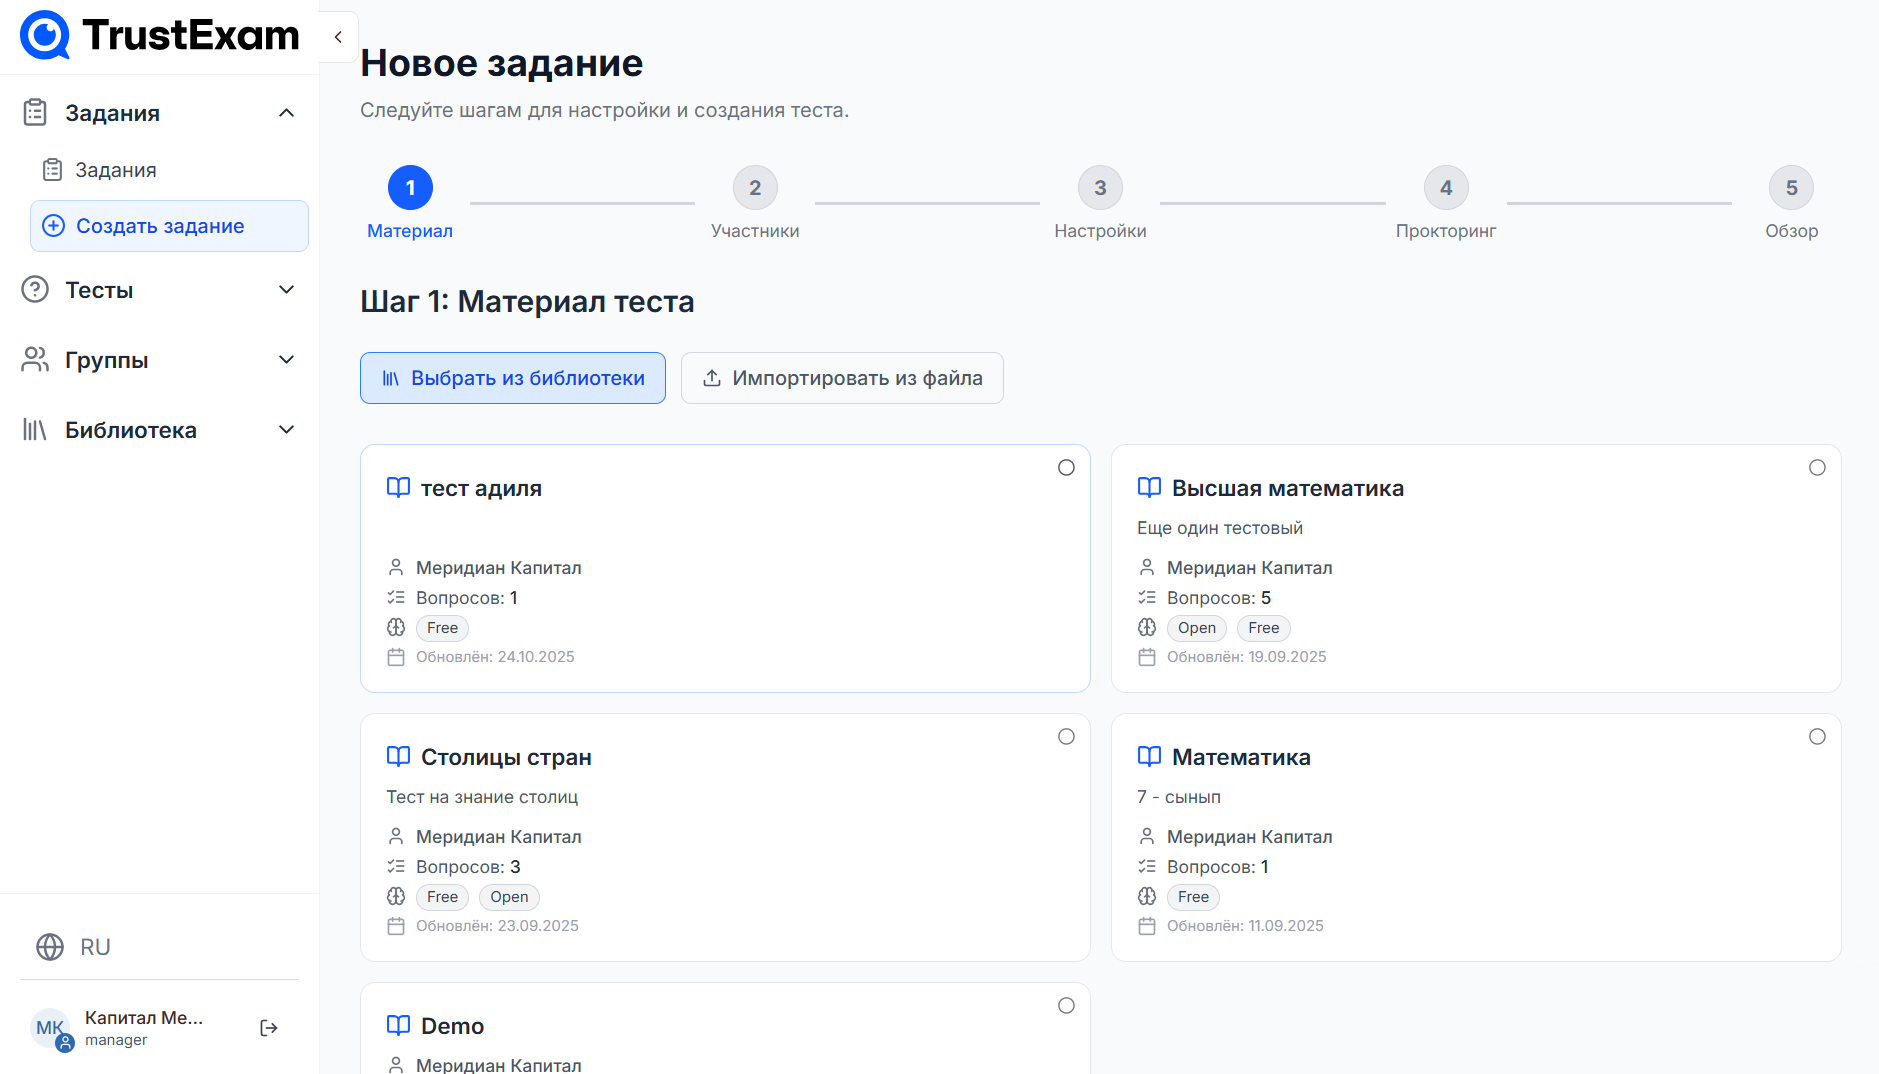 TrustExam
Задания
Задания
Создать задание
Тесты
Группы
Библиотека
RU
MK
Капитал Ме...
manager
Новое задание
Следуйте шагам для настройки и создания теста.
1 2 3 4 5
Материал Участники Настройки Прокторинг Обзор
Шаг 1: Материал теста
Выбрать из библиотеки Импортировать из файла
тест адиля
Меридиан Капитал
Вопросов: 1
Free
Обновлён: 24.10.2025
Высшая математика
Еще один тестовый
Меридиан Капитал
Вопросов: 5
Open Free
Обновлён: 19.09.2025
Столицы стран
Тест на знание столиц
Меридиан Капитал
Вопросов: 3
Free Open
Обновлён: 23.09.2025
Математика
7 - сынып
Меридиан Капитал
Вопросов: 1
Free
Обновлён: 11.09.2025
Demo
Меридиан Капитал